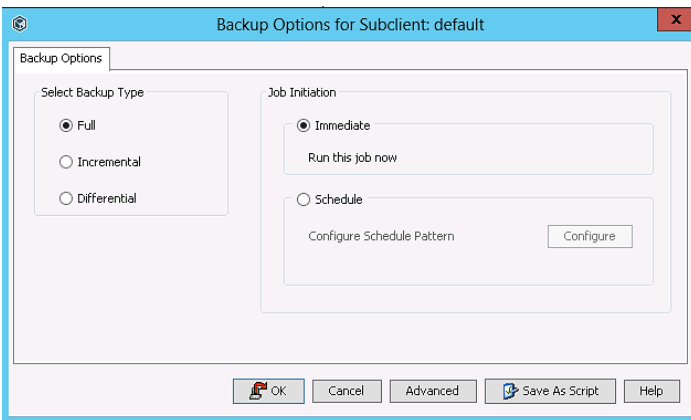 Backup Options for Subclient: default
x
Backup Options
Select Backup Type
Full
Incremental
Differential
Job Initiation
Immediate
Run this job now
Schedule
Configure Schedule Pattern
Configure
OK
Cancel
Advanced
Save As Script
Help